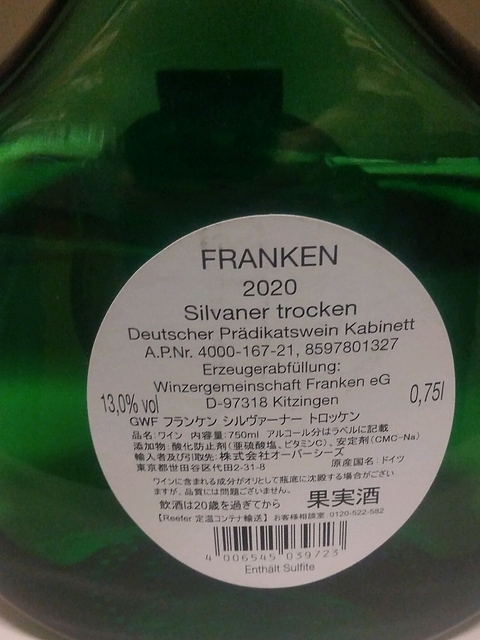 FRANKEN
2020
Silvaner trocken
Deutscher Prädikatswein Kabinett
A.P.Nr. 4000-167-21, 8597801327
Erzeugerabfüllung:
Winzergemeinschaft Franken eG
13,0% vol D-97318 Kitzingen 0,75l
GWF フランケン シルヴァーナー トロッケン
品名:ワイン 内容量:750ml アルコール分はラベルに記載
添加物:酸化防止剤(亜硫酸塩、ビタミンC)、安定剤(CMC-Na)
輸入者及び引取先:株式会社オーバーシーズ
東京都世田谷区代田2-31-8 原産国名:ドイツ
ワインに含まれる成分がオリとして瓶底に沈殿する場合がござい
ますが、品質には問題ございません。
飲酒は20歳を過ぎてから 果実酒
【Reefer 定温コンテナ輸送】 お客様相談室:0120-522-582
4 006545 039723
Enthält Sulfite